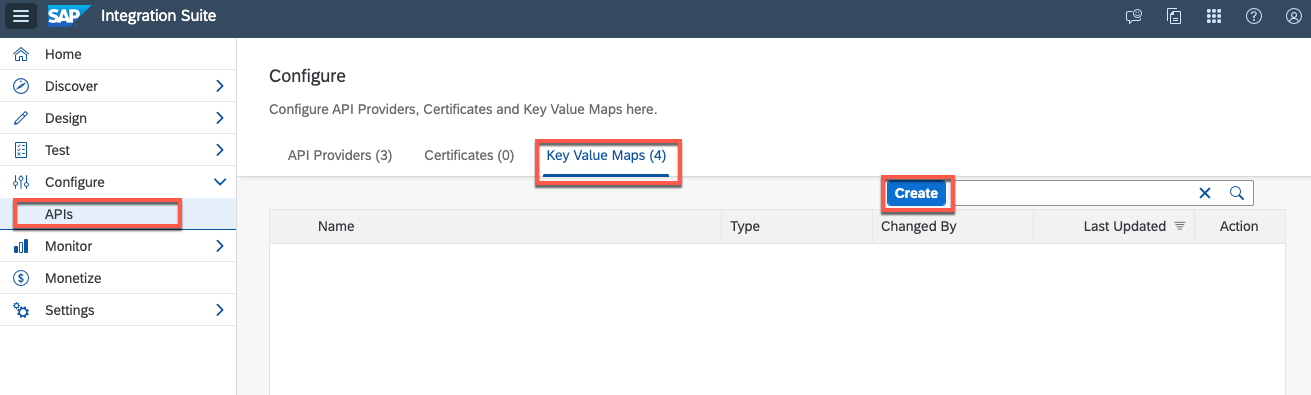 SAP Integration Suite
Home
Discover
Design
Test
Configure
APIs
Monitor
Monetize
Settings
Configure
Configure API Providers, Certificates and Key Value Maps here.
API Providers (3) Certificates (0) Key Value Maps (4)
Create
Name Type Changed By Last Updated Action